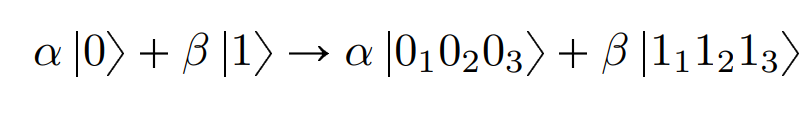 α |0⟩ + β |1⟩ → α |0₁0₂0₃⟩ + β |1₁1₂1₃⟩